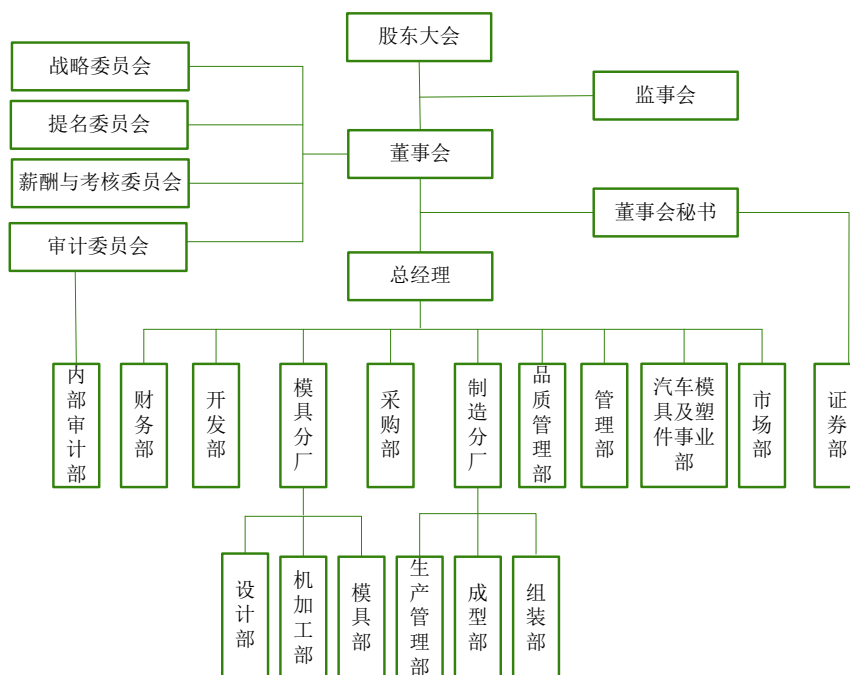 股东大会
战略委员会
监事会
提名委员会
董事会
薪酬与考核委员会
董事会秘书
审计委员会
总经理
内部审计部
财务部
开发部
模具分厂
采购部
制造分厂
品质管理部
管理部
汽车模
具及塑
件事业
部
市场部
证券部
设计部
机加工部
模具部
生产管理部
成型部
组装部